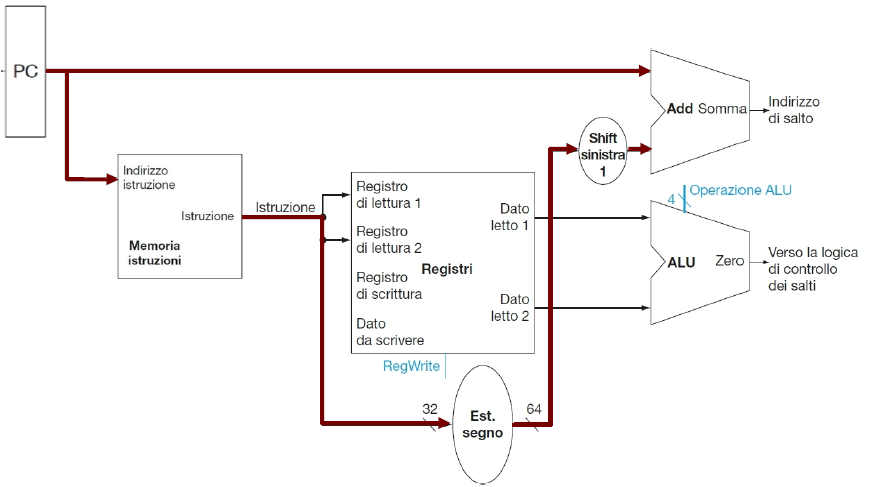 PC
Indirizzo
istruzione
Istruzione
Memoria
istruzioni
Istruzione
Registro
di lettura 1
Registro
di lettura 2
Registro
di scrittura
Dato
da scrivere
Registri
Dato
letto 1
Dato
letto 2
RegWrite
32
Est.
segno
64
Shift
sinistra
1
Add Somma
Indirizzo
di salto
4
Operazione ALU
ALU
Zero
Verso la logica
di controllo
dei salti